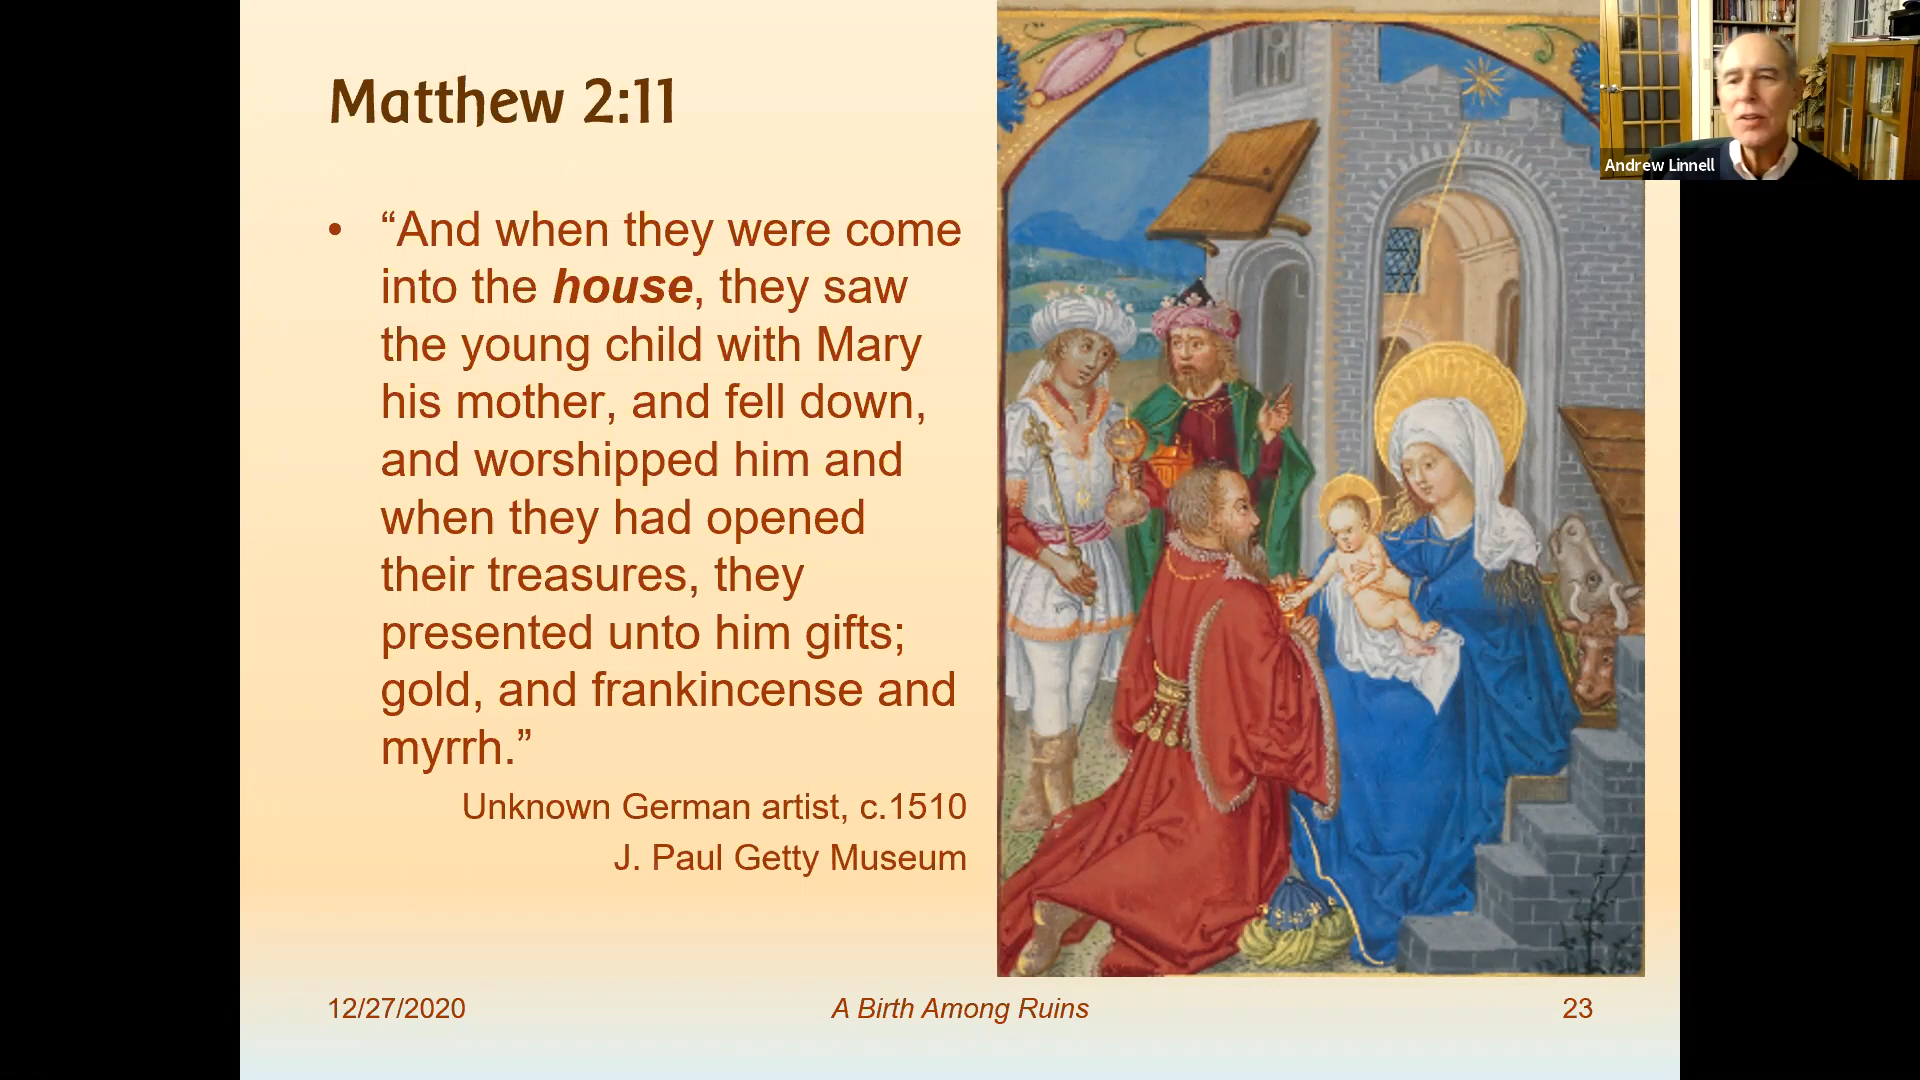 Matthew 2:11
Andrew Linnell
• “And when they were come
into the house, they saw
the young child with Mary
his mother, and fell down,
and worshipped him and
when they had opened
their treasures, they
presented unto him gifts;
gold, and frankincense and
myrrh.”
Unknown German artist, c.1510
J. Paul Getty Museum
12/27/2020
A Birth Among Ruins
23